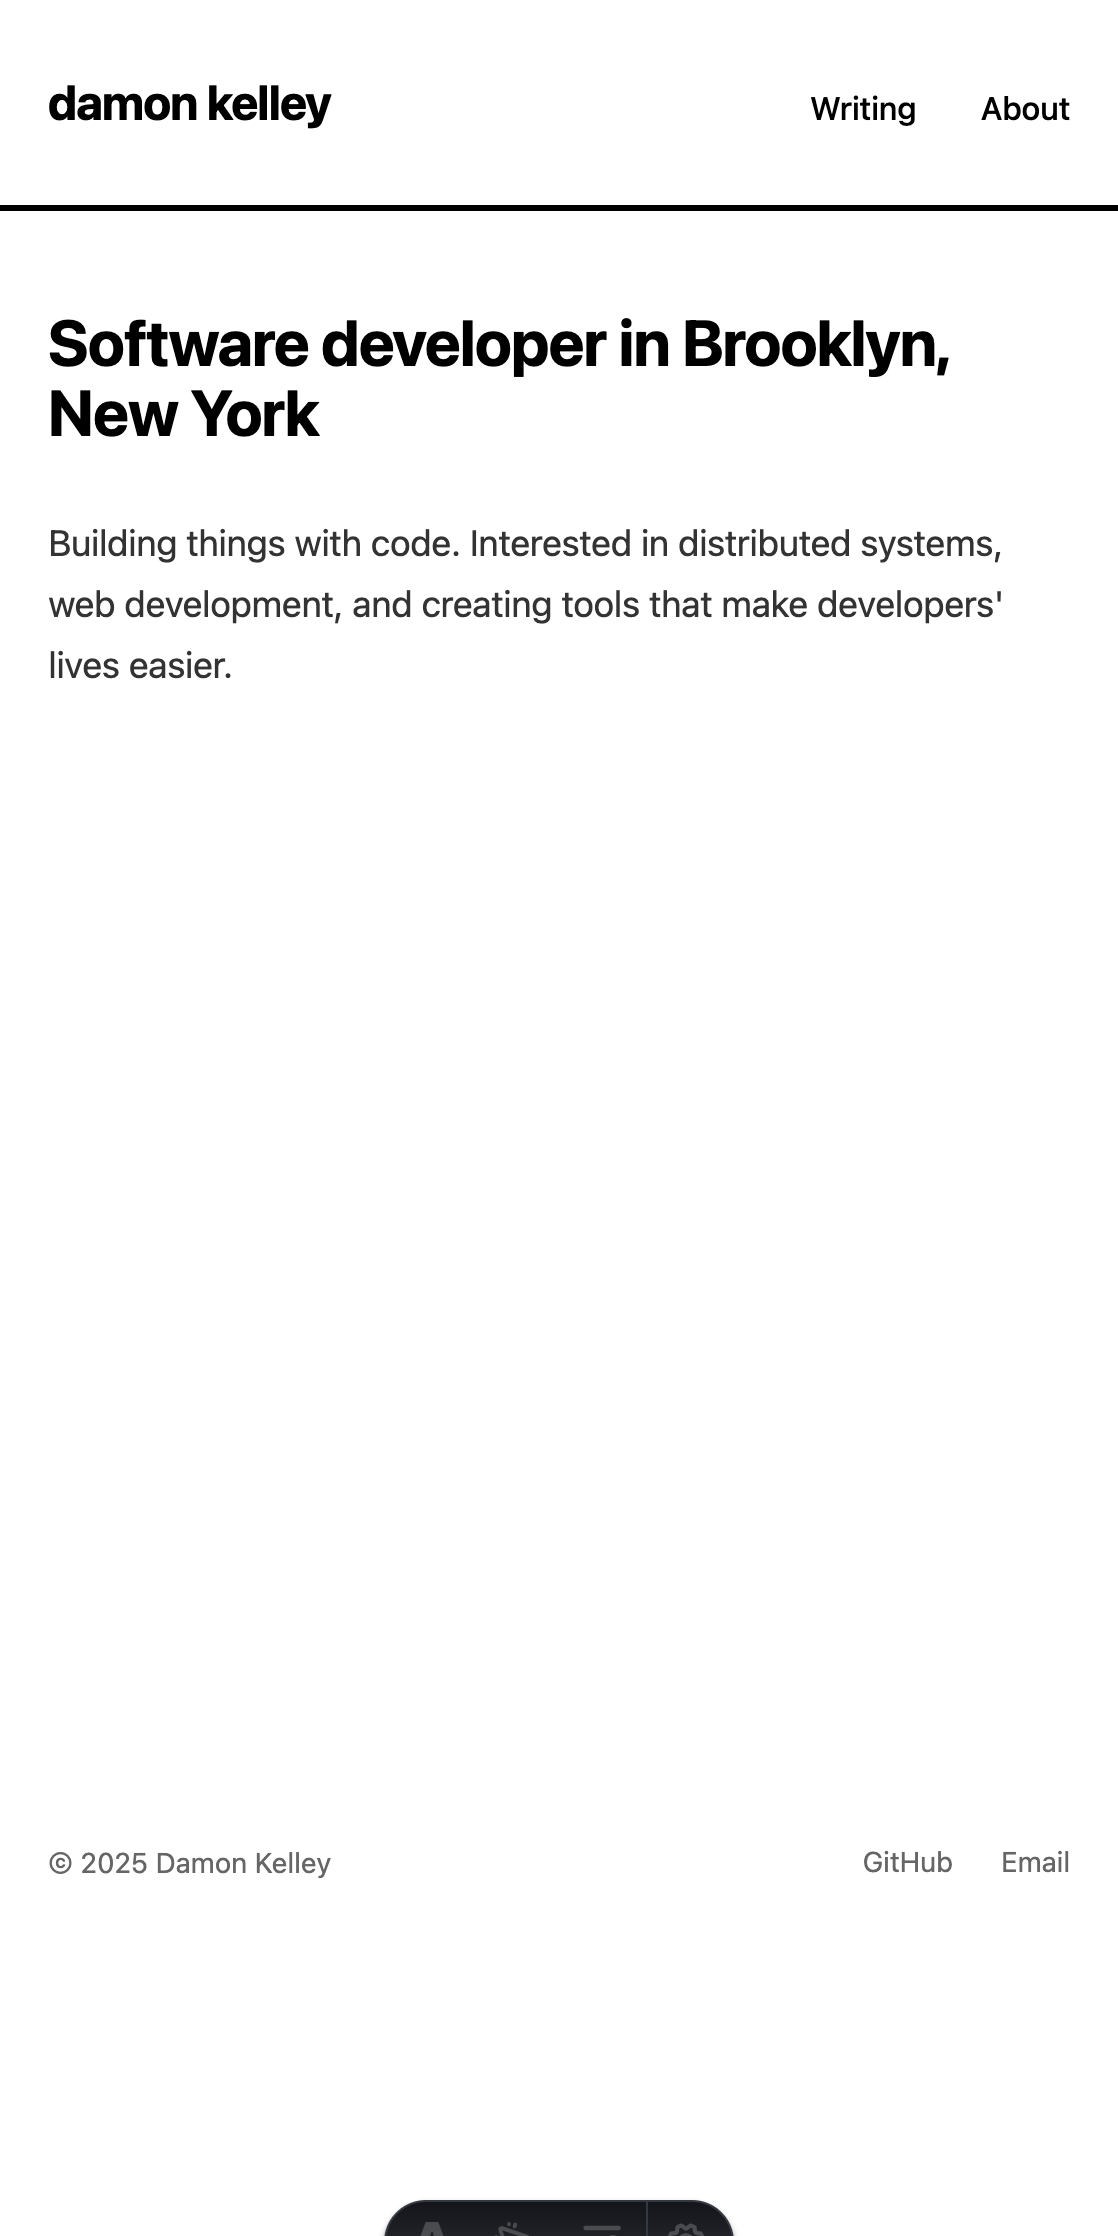 damon kelley
Writing
About
Software developer in Brooklyn,
New York
Building things with code. Interested in distributed systems,
web development, and creating tools that make developers'
lives easier.
© 2025 Damon Kelley
GitHub
Email